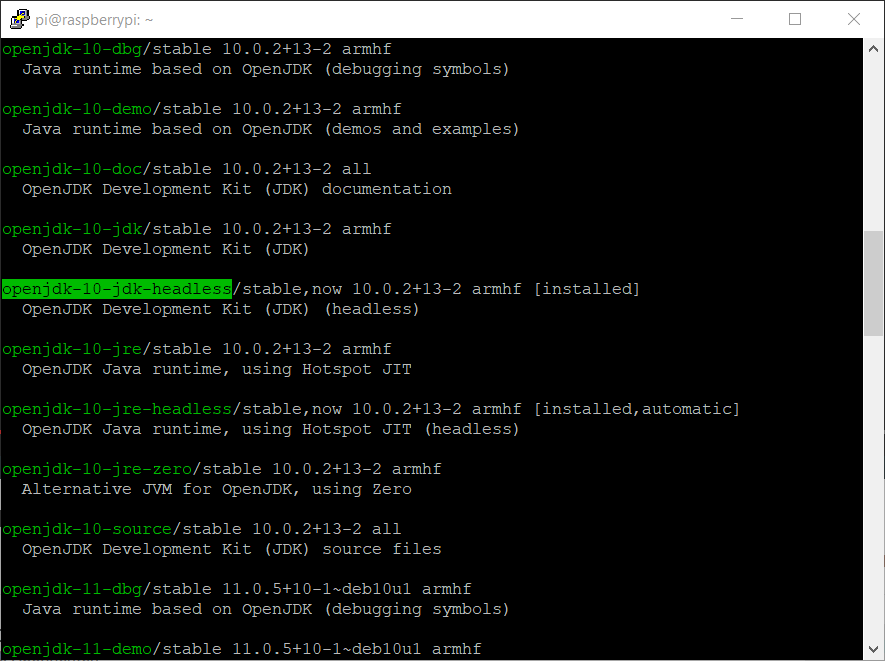 pi@raspberrypi: ~
openjdk-10-dbg/stable 10.0.2+13-2 armhf
  Java runtime based on OpenJDK (debugging symbols)

openjdk-10-demo/stable 10.0.2+13-2 armhf
  Java runtime based on OpenJDK (demos and examples)

openjdk-10-doc/stable 10.0.2+13-2 all
  OpenJDK Development Kit (JDK) documentation

openjdk-10-jdk/stable 10.0.2+13-2 armhf
  OpenJDK Development Kit (JDK)

openjdk-10-jdk-headless/stable,now 10.0.2+13-2 armhf [installed]
  OpenJDK Development Kit (JDK) (headless)

openjdk-10-jre/stable 10.0.2+13-2 armhf
  OpenJDK Java runtime, using Hotspot JIT

openjdk-10-jre-headless/stable,now 10.0.2+13-2 armhf [installed,automatic]
  OpenJDK Java runtime, using Hotspot JIT (headless)

openjdk-10-jre-zero/stable 10.0.2+13-2 armhf
  Alternative JVM for OpenJDK, using Zero

openjdk-10-source/stable 10.0.2+13-2 all
  OpenJDK Development Kit (JDK) source files

openjdk-11-dbg/stable 11.0.5+10-1~deb10u1 armhf
  Java runtime based on OpenJDK (debugging symbols)

openjdk-11-demo/stable 11.0.5+10-1~deb10u1 armhf